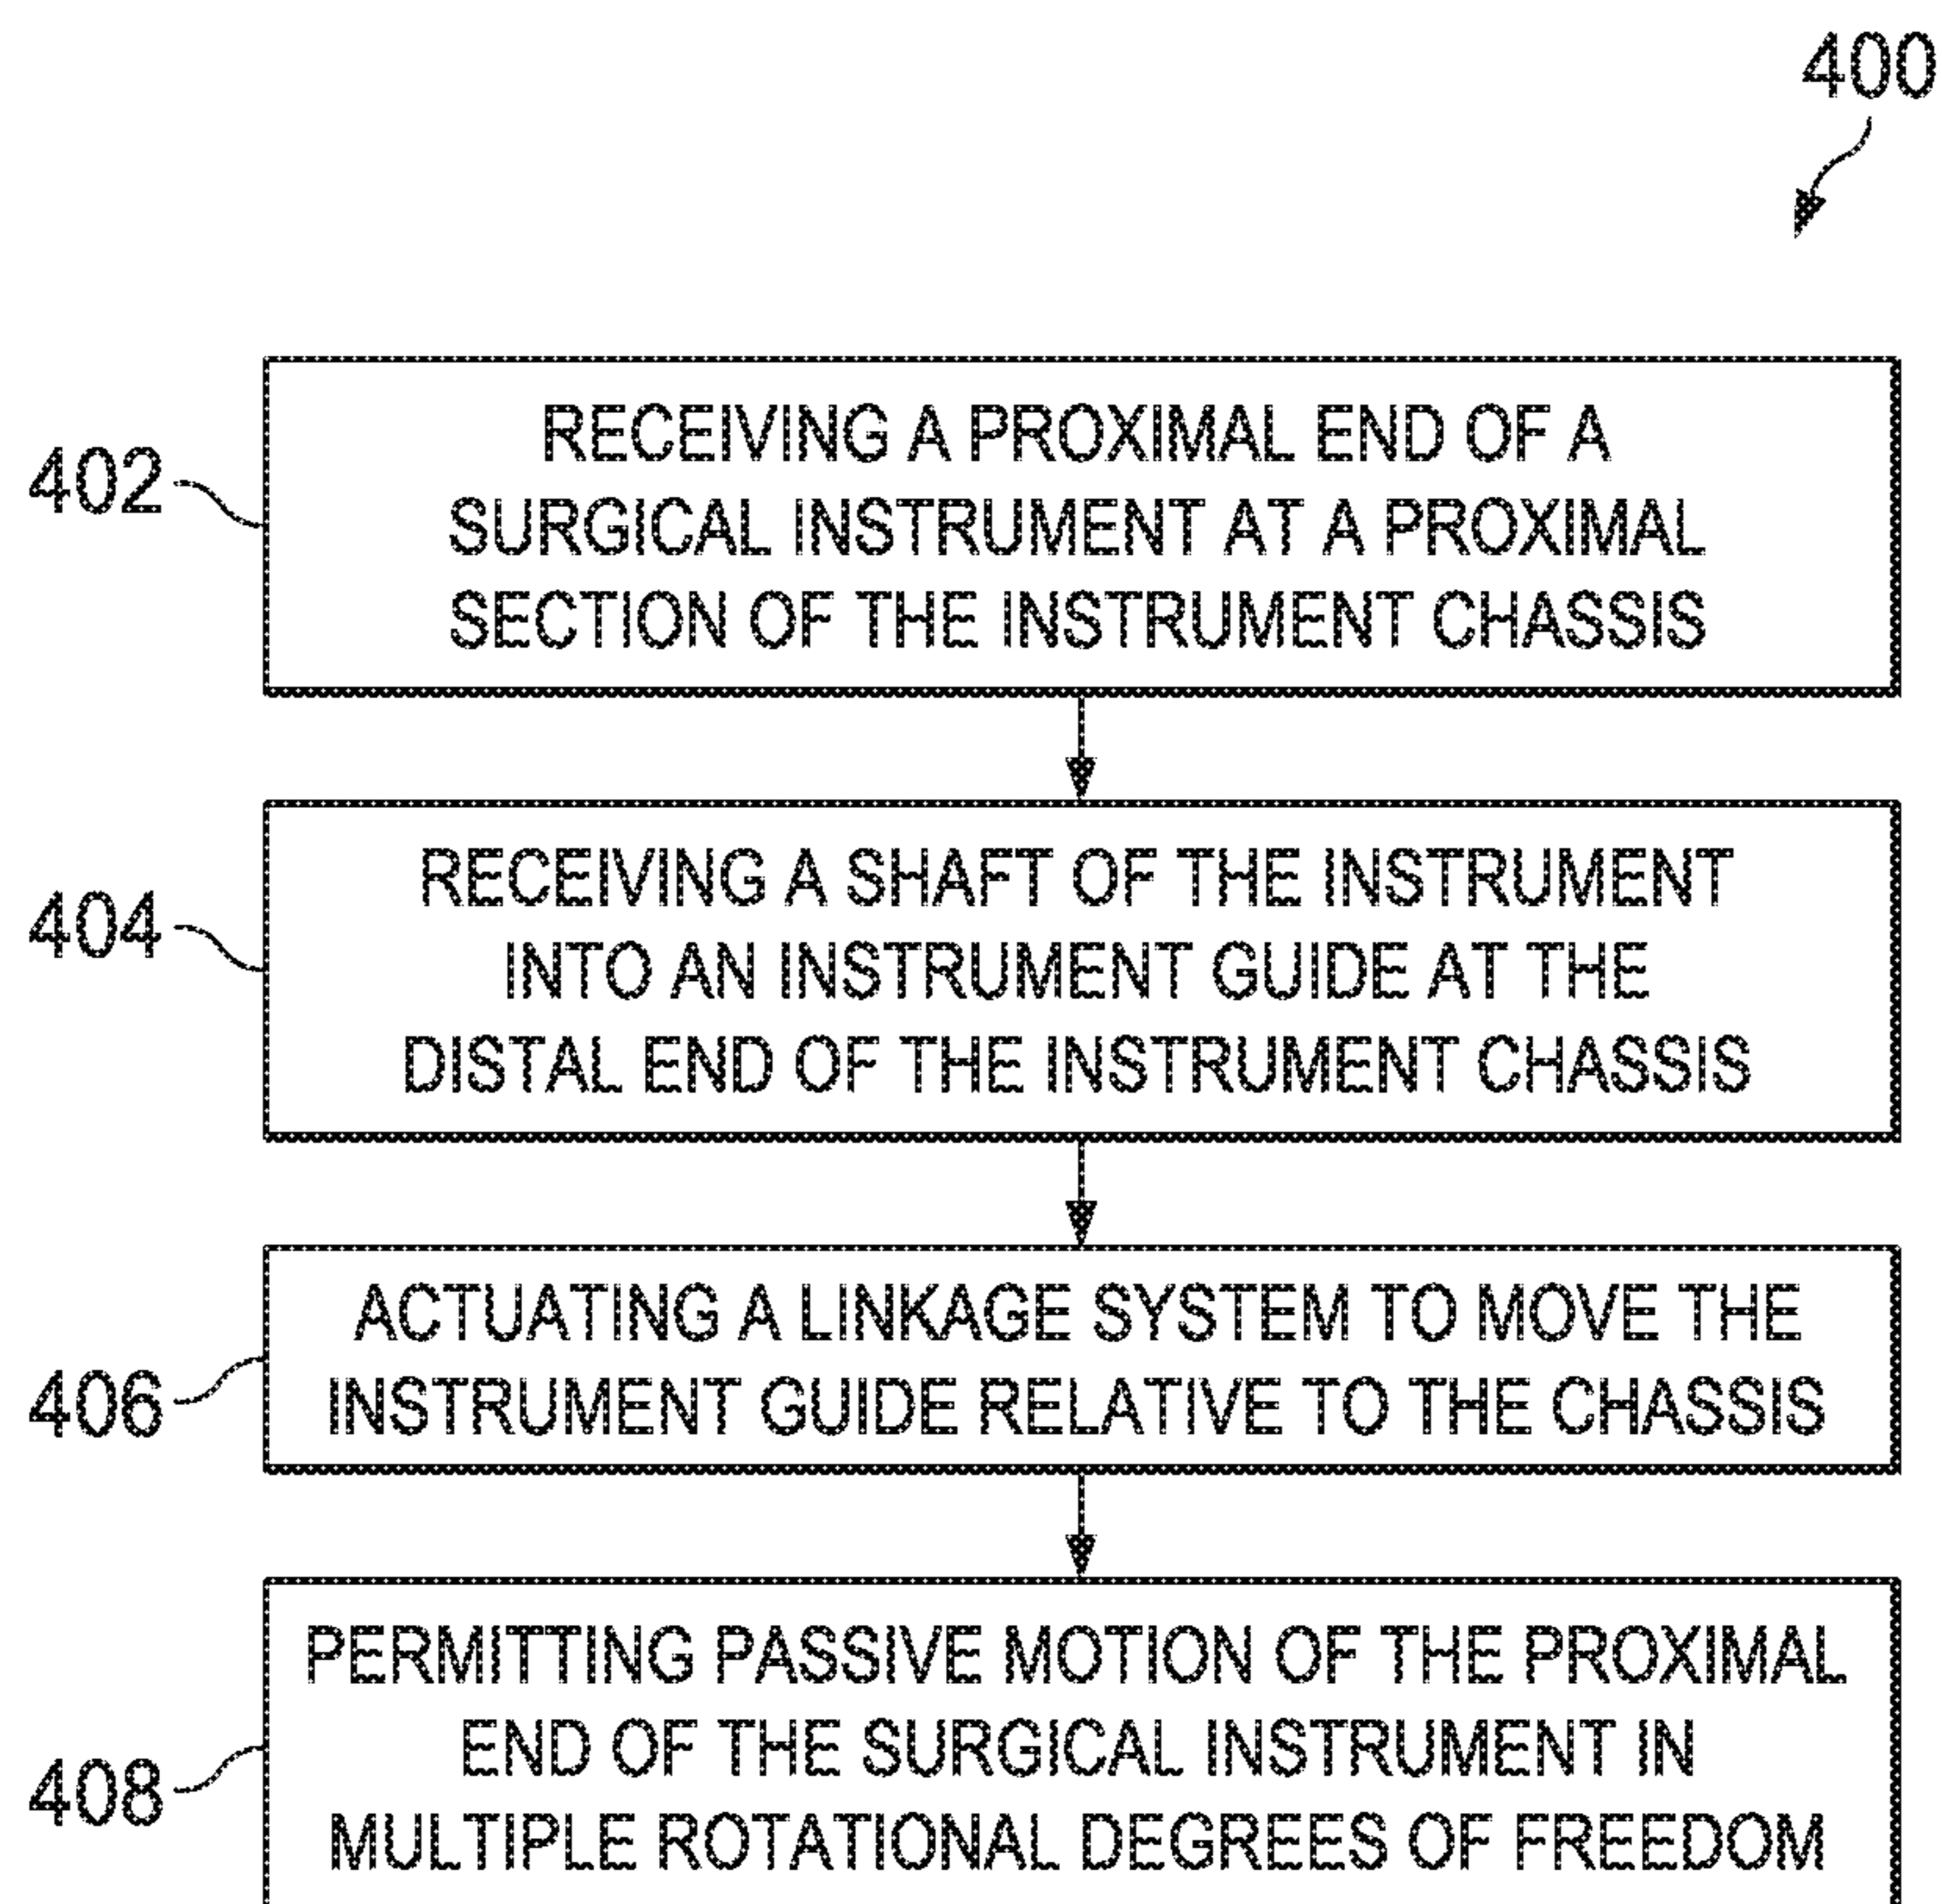 400
402
RECEIVING A PROXIMAL END OF A
SURGICAL INSTRUMENT AT A PROXIMAL
SECTION OF THE INSTRUMENT CHASSIS
404
RECEIVING A SHAFT OF THE INSTRUMENT
INTO AN INSTRUMENT GUIDE AT THE
DISTAL END OF THE INSTRUMENT CHASSIS
406
ACTUATING A LINKAGE SYSTEM TO MOVE THE
INSTRUMENT GUIDE RELATIVE TO THE CHASSIS
408
PERMITTING PASSIVE MOTION OF THE PROXIMAL
END OF THE SURGICAL INSTRUMENT IN
MULTIPLE ROTATIONAL DEGREES OF FREEDOM